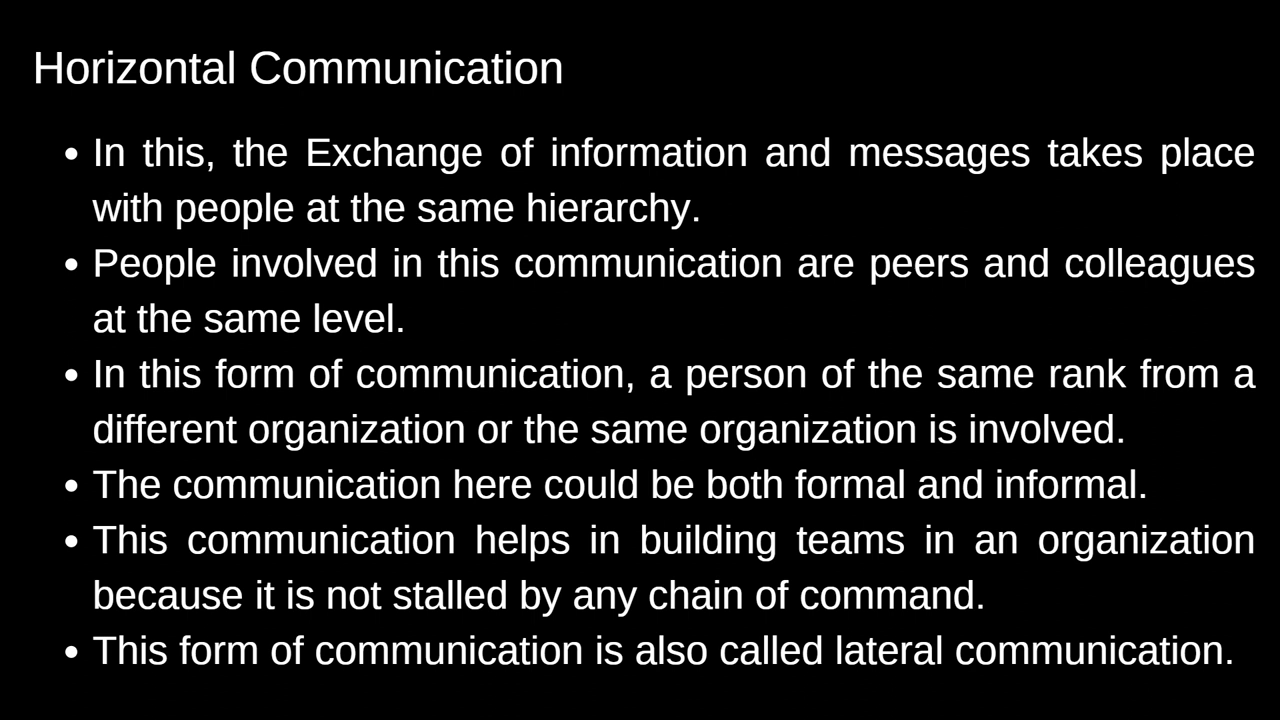 Horizontal Communication
• In this, the Exchange of information and messages takes place
with people at the same hierarchy.
• People involved in this communication are peers and colleagues
at the same level.
• In this form of communication, a person of the same rank from a
different organization or the same organization is involved.
• The communication here could be both formal and informal.
• This communication helps in building teams in an organization
because it is not stalled by any chain of command.
• This form of communication is also called lateral communication.